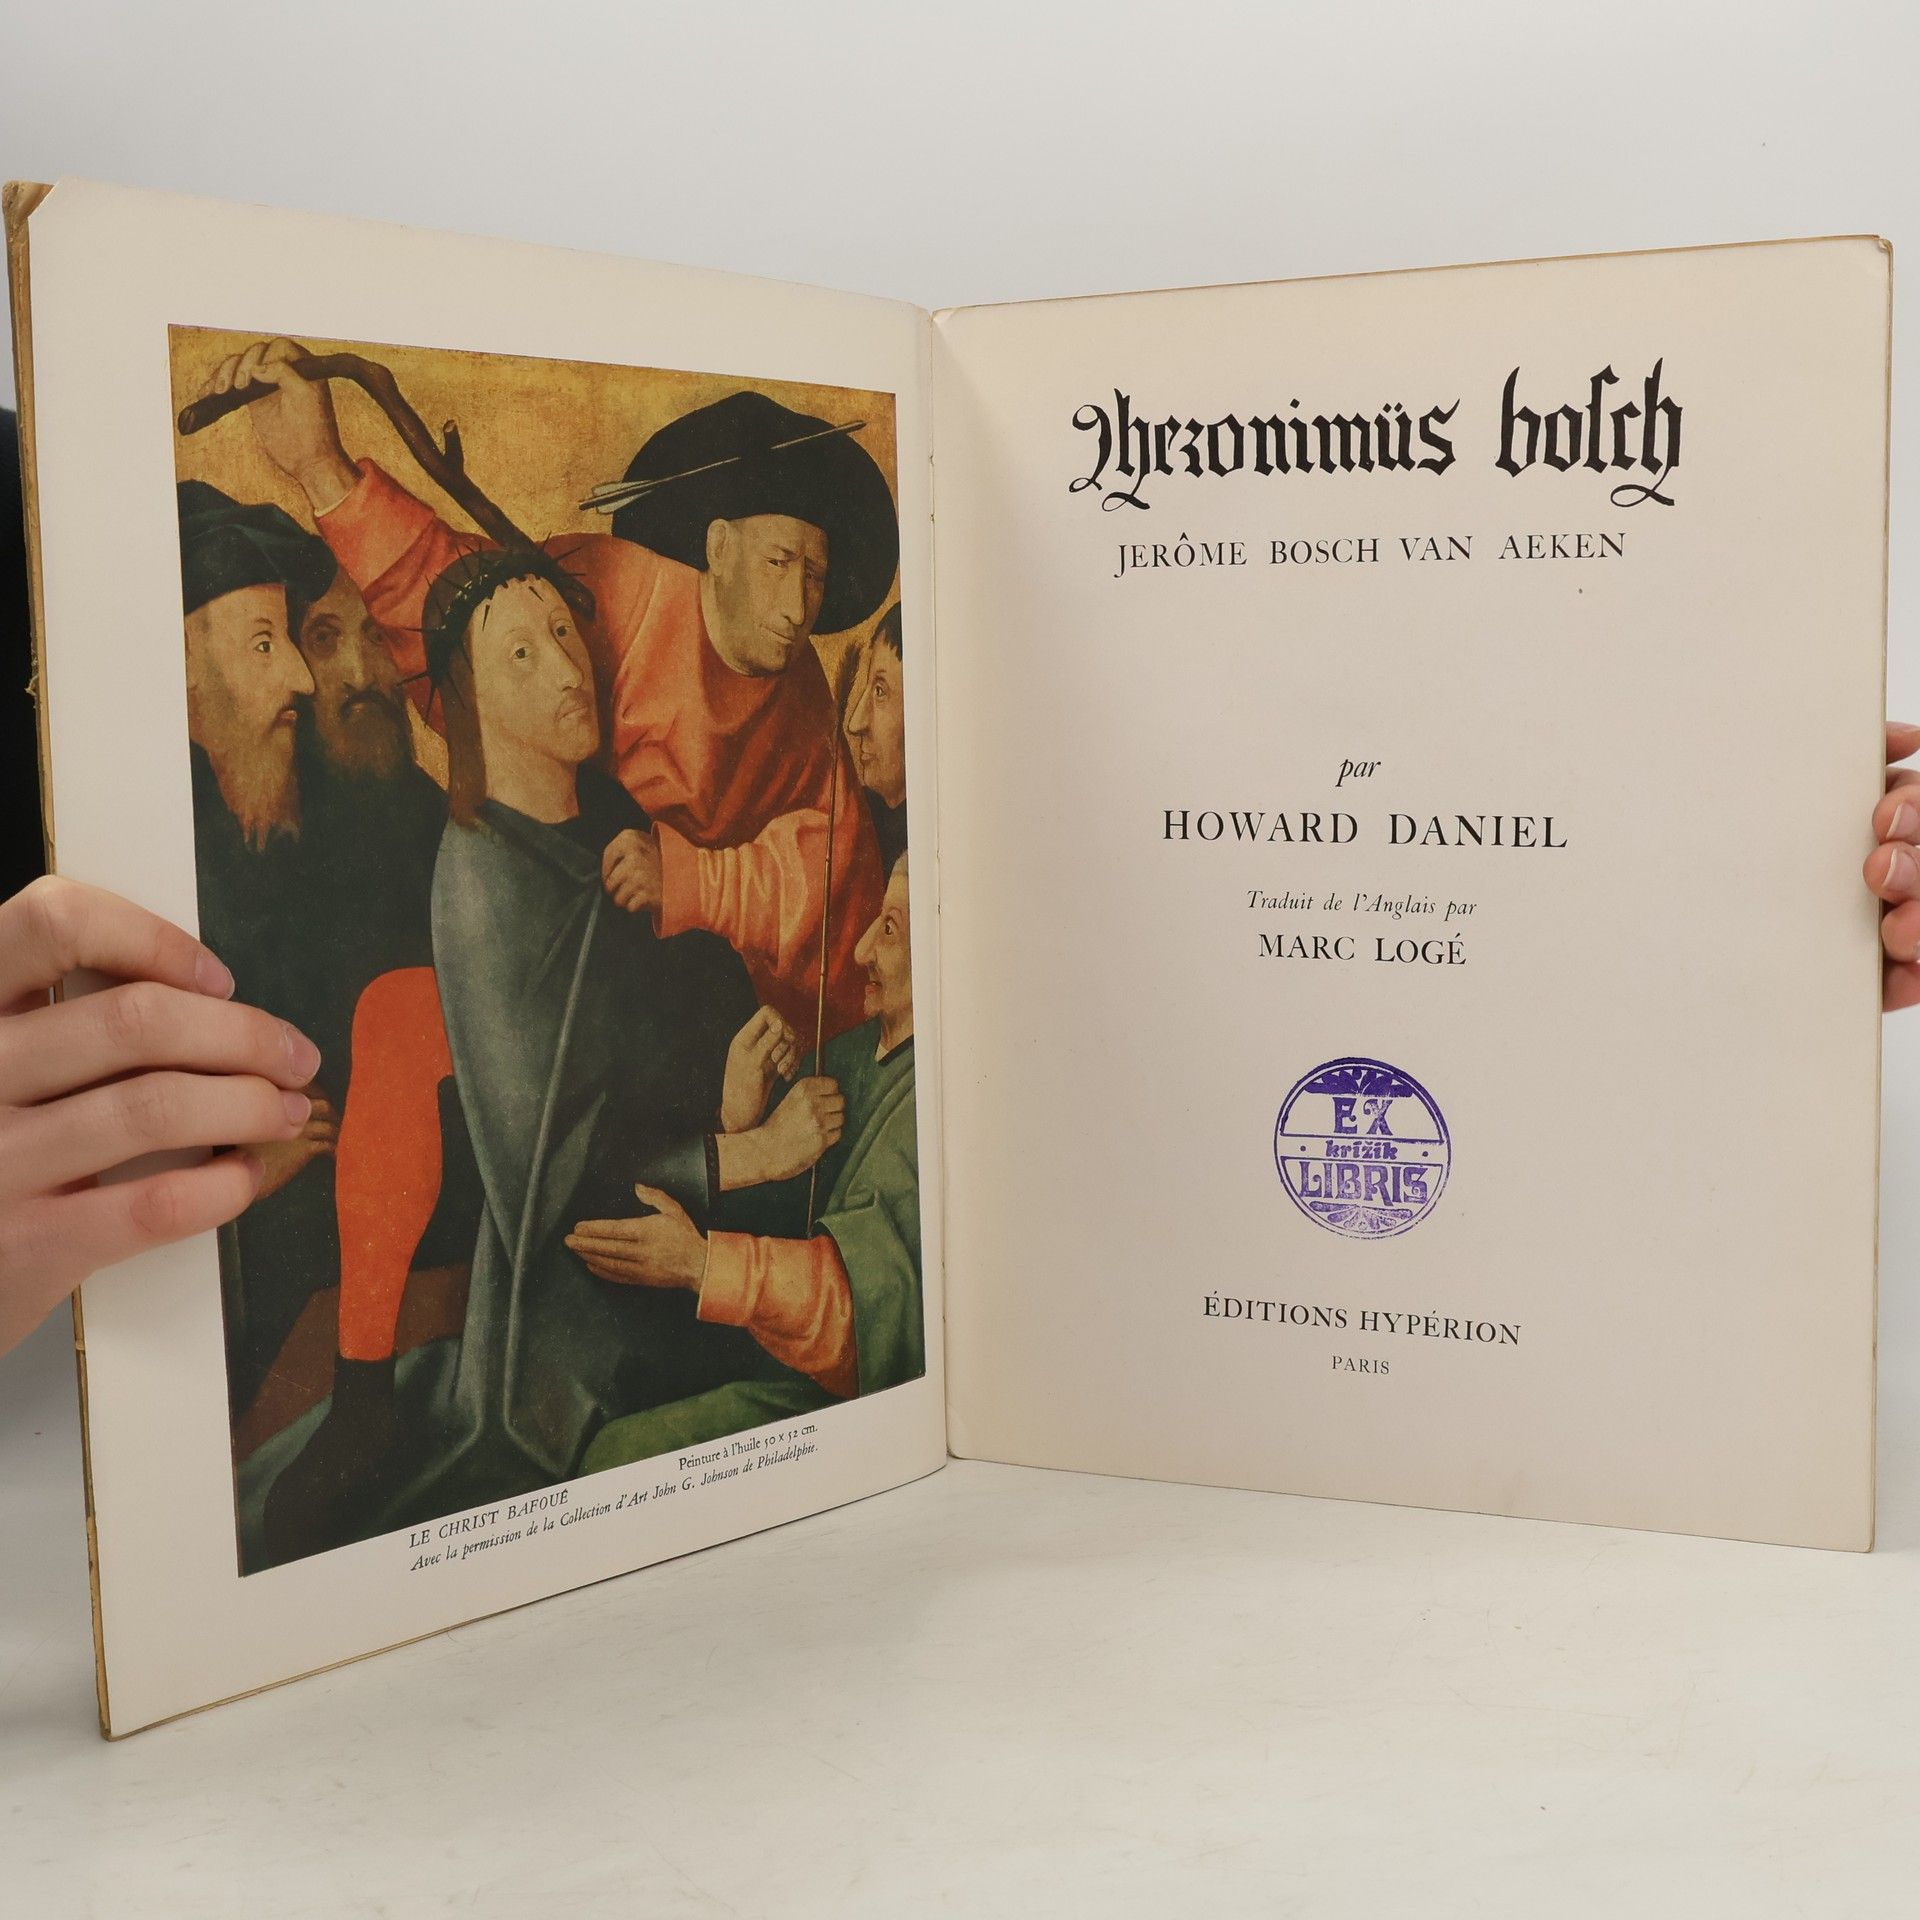 Peinture à l'huile 50 x 52 cm.
LE CHRIST BAFOUÉ
Avec la permission de la Collection d'Art John G. Johnson de Philadelphie.
Jheronimüs boſch
JERÔME BOSCH VAN AEKEN
par
HOWARD DANIEL
Traduit de l'Anglais par
MARC LOGÉ
EX
křižík
LIBRIS
ÉDITIONS HYPÉRION
PARIS